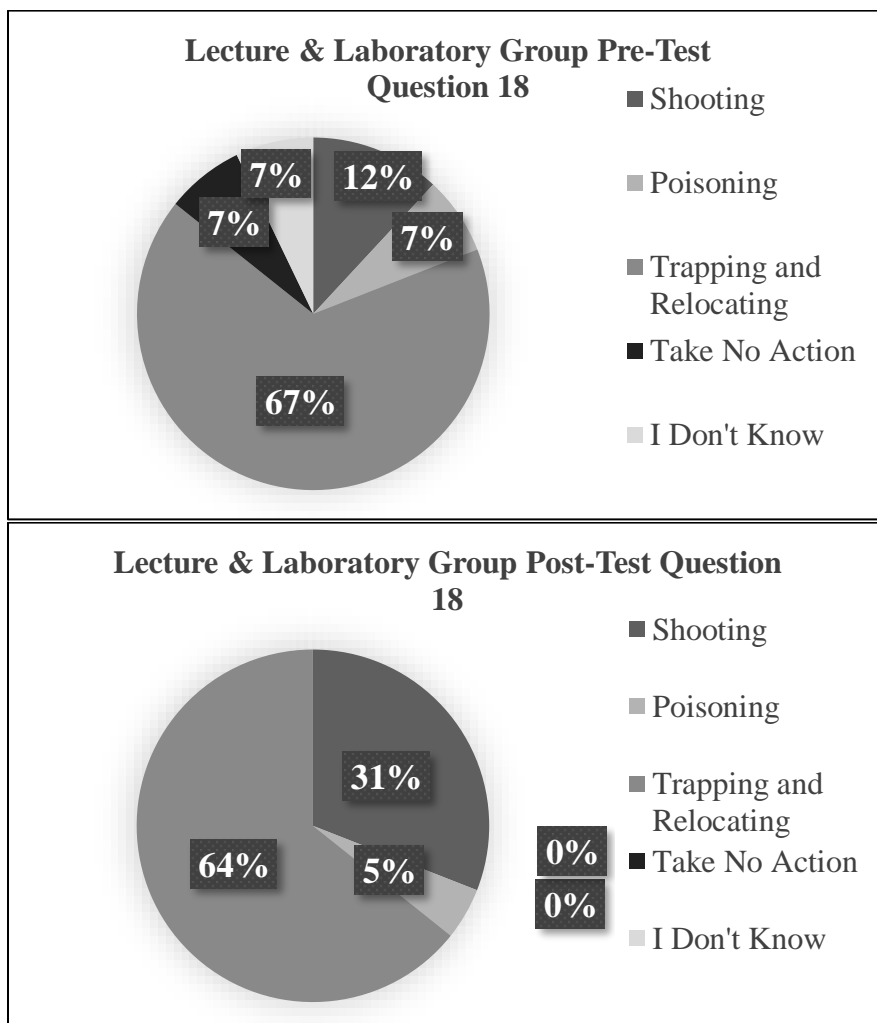 Lecture & Laboratory Group Pre-Test
Question 18
Shooting
Poisoning
Trapping and
Relocating
Take No Action
I Don't Know
7%
12%
7%
7%
67%
Lecture & Laboratory Group Post-Test Question
18
Shooting
Poisoning
Trapping and
Relocating
Take No Action
I Don't Know
31%
64%
5%
0%
0%